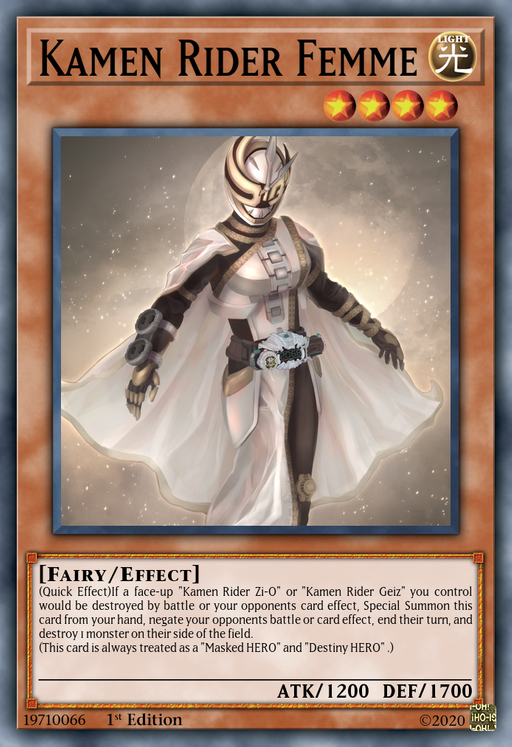 KAMEN RIDER FEMME
LIGHT
光
[FAIRY/EFFECT]
(Quick Effect)If a face-up "Kamen Rider Zi-O" or "Kamen Rider Geiz" you control
would be destroyed by battle or your opponents card effect, Special Summon this
card from your hand, negate your opponents battle or card effect, end their turn, and
destroy 1 monster on their side of the field.
(This card is always treated as a "Masked HERO" and "Destiny HERO" .)
ATK/1200 DEF/1700
19710066 1st Edition ©2020